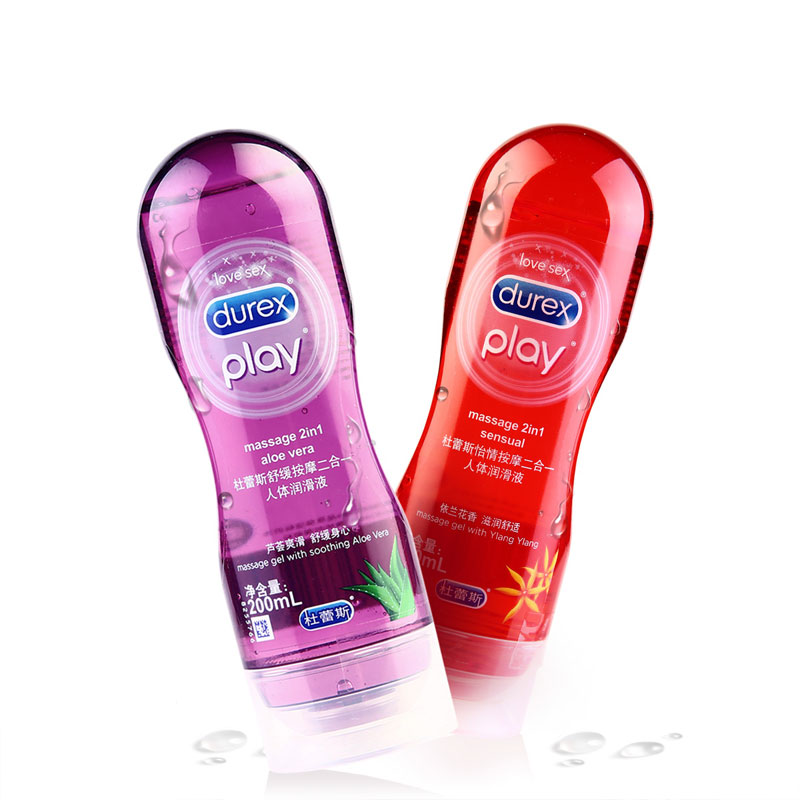 love sex
durex
play
massage 2in1
aloe vera
杜蕾斯舒缓按摩二合一
人体润滑液
芦荟爽滑 舒缓身心
massage gel with soothing Aloe Vera
净含量:
200mL
杜蕾斯
love sex
durex
play
massage 2in1
sensual
杜蕾斯怡情按摩二合一
人体润滑液
依兰花香 滋润舒适
massage gel with Ylang Ylang
mL
杜蕾斯